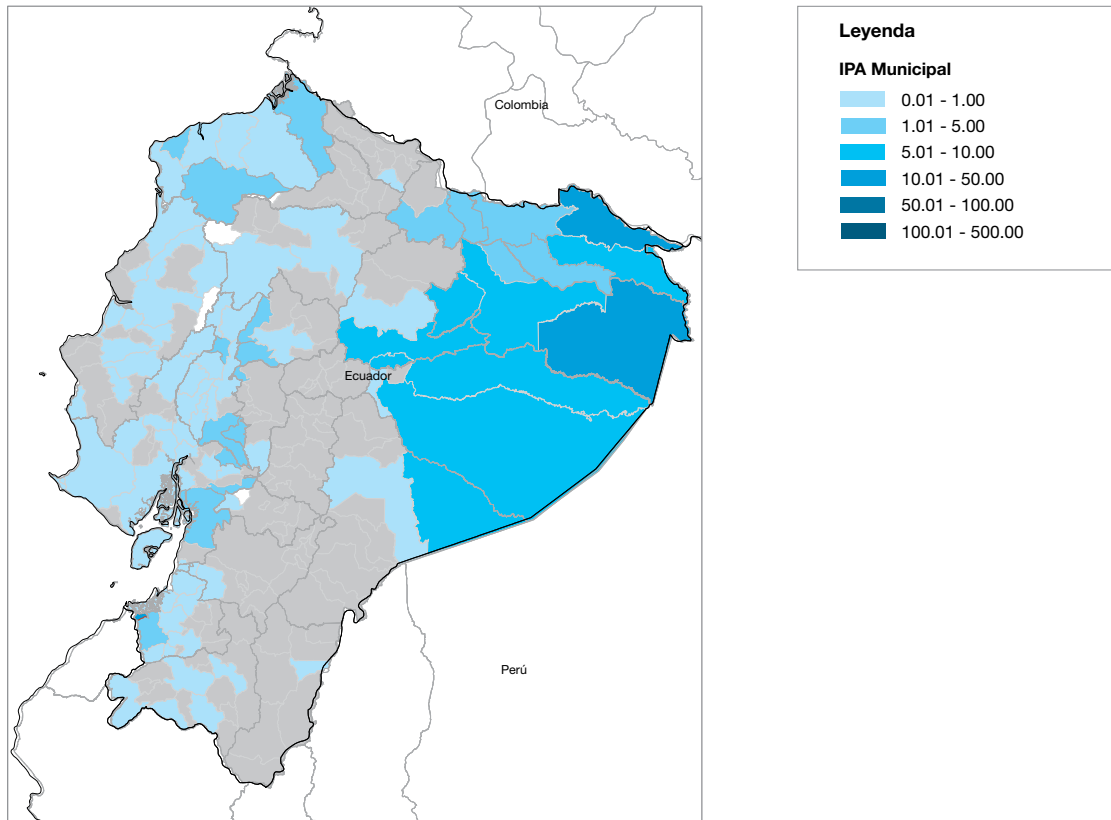 Colombia
Ecuador
Perú
Leyenda
IPA Municipal
0.01 - 1.00
1.01 - 5.00
5.01 - 10.00
10.01 - 50.00
50.01 - 100.00
100.01 - 500.00